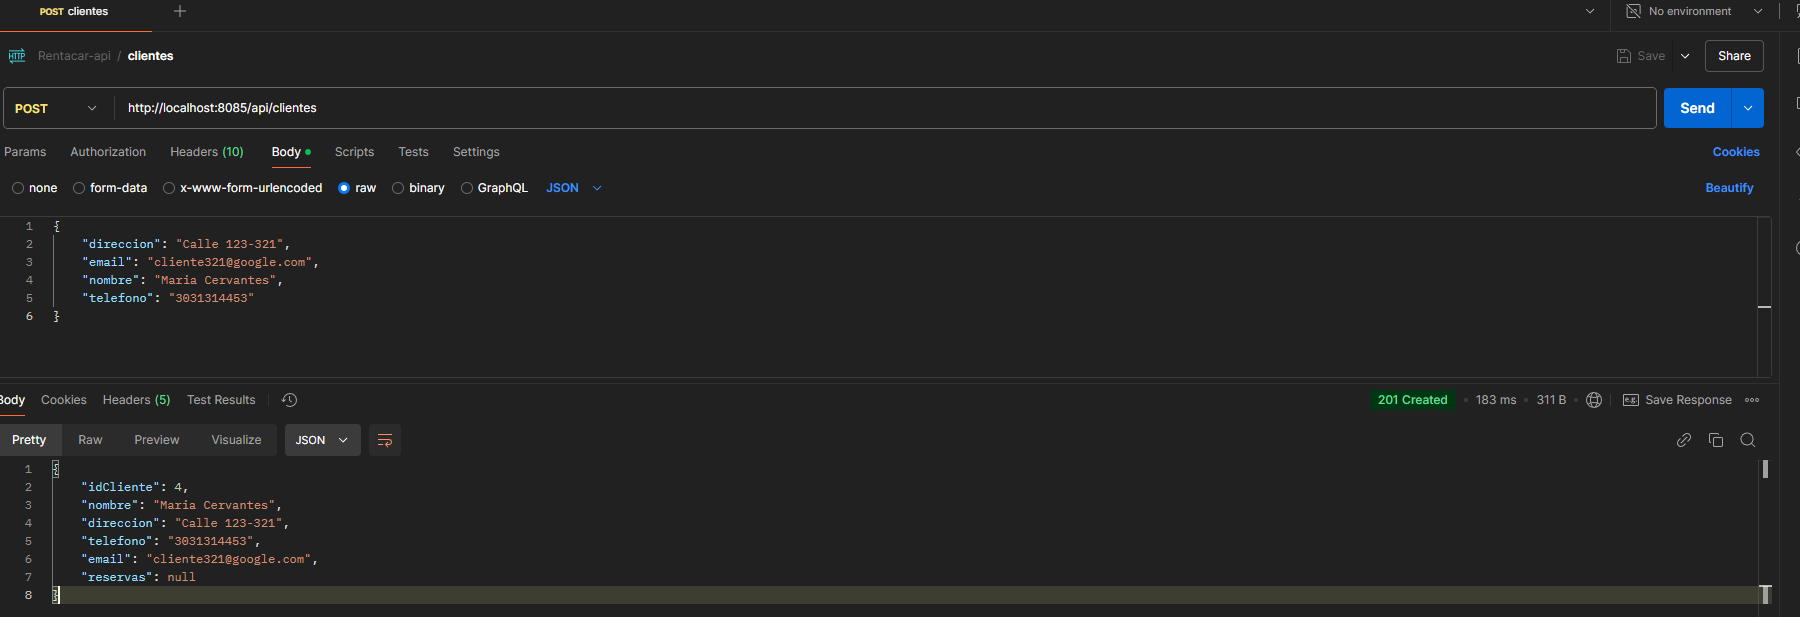 POST clientes
No environment
HTTP Rentacar-api / clientes
Save Share
POST http://localhost:8085/api/clientes Send
Params Authorization Headers (10) Body Scripts Tests Settings Cookies
none form-data x-www-form-urlencoded raw binary GraphQL JSON Beautify
1 {
2 "direccion": "Calle 123-321",
3 "email": "cliente321@google.com",
4 "nombre": "Maria Cervantes",
5 "telefono": "3031314453"
6 }
Body Cookies Headers (5) Test Results 201 Created 183 ms 311 B e.g. Save Response
Pretty Raw Preview Visualize JSON
1 {
2 "idCliente": 4,
3 "nombre": "Maria Cervantes",
4 "direccion": "Calle 123-321",
5 "telefono": "3031314453",
6 "email": "cliente321@google.com",
7 "reservas": null
8 }